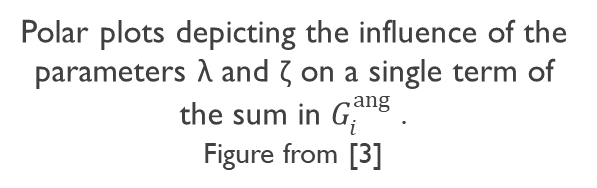 Polar plots depicting the influence of the
parameters λ and ζ on a single term of
the sum in $G_i^{\text{ang}}$ .
Figure from [3]